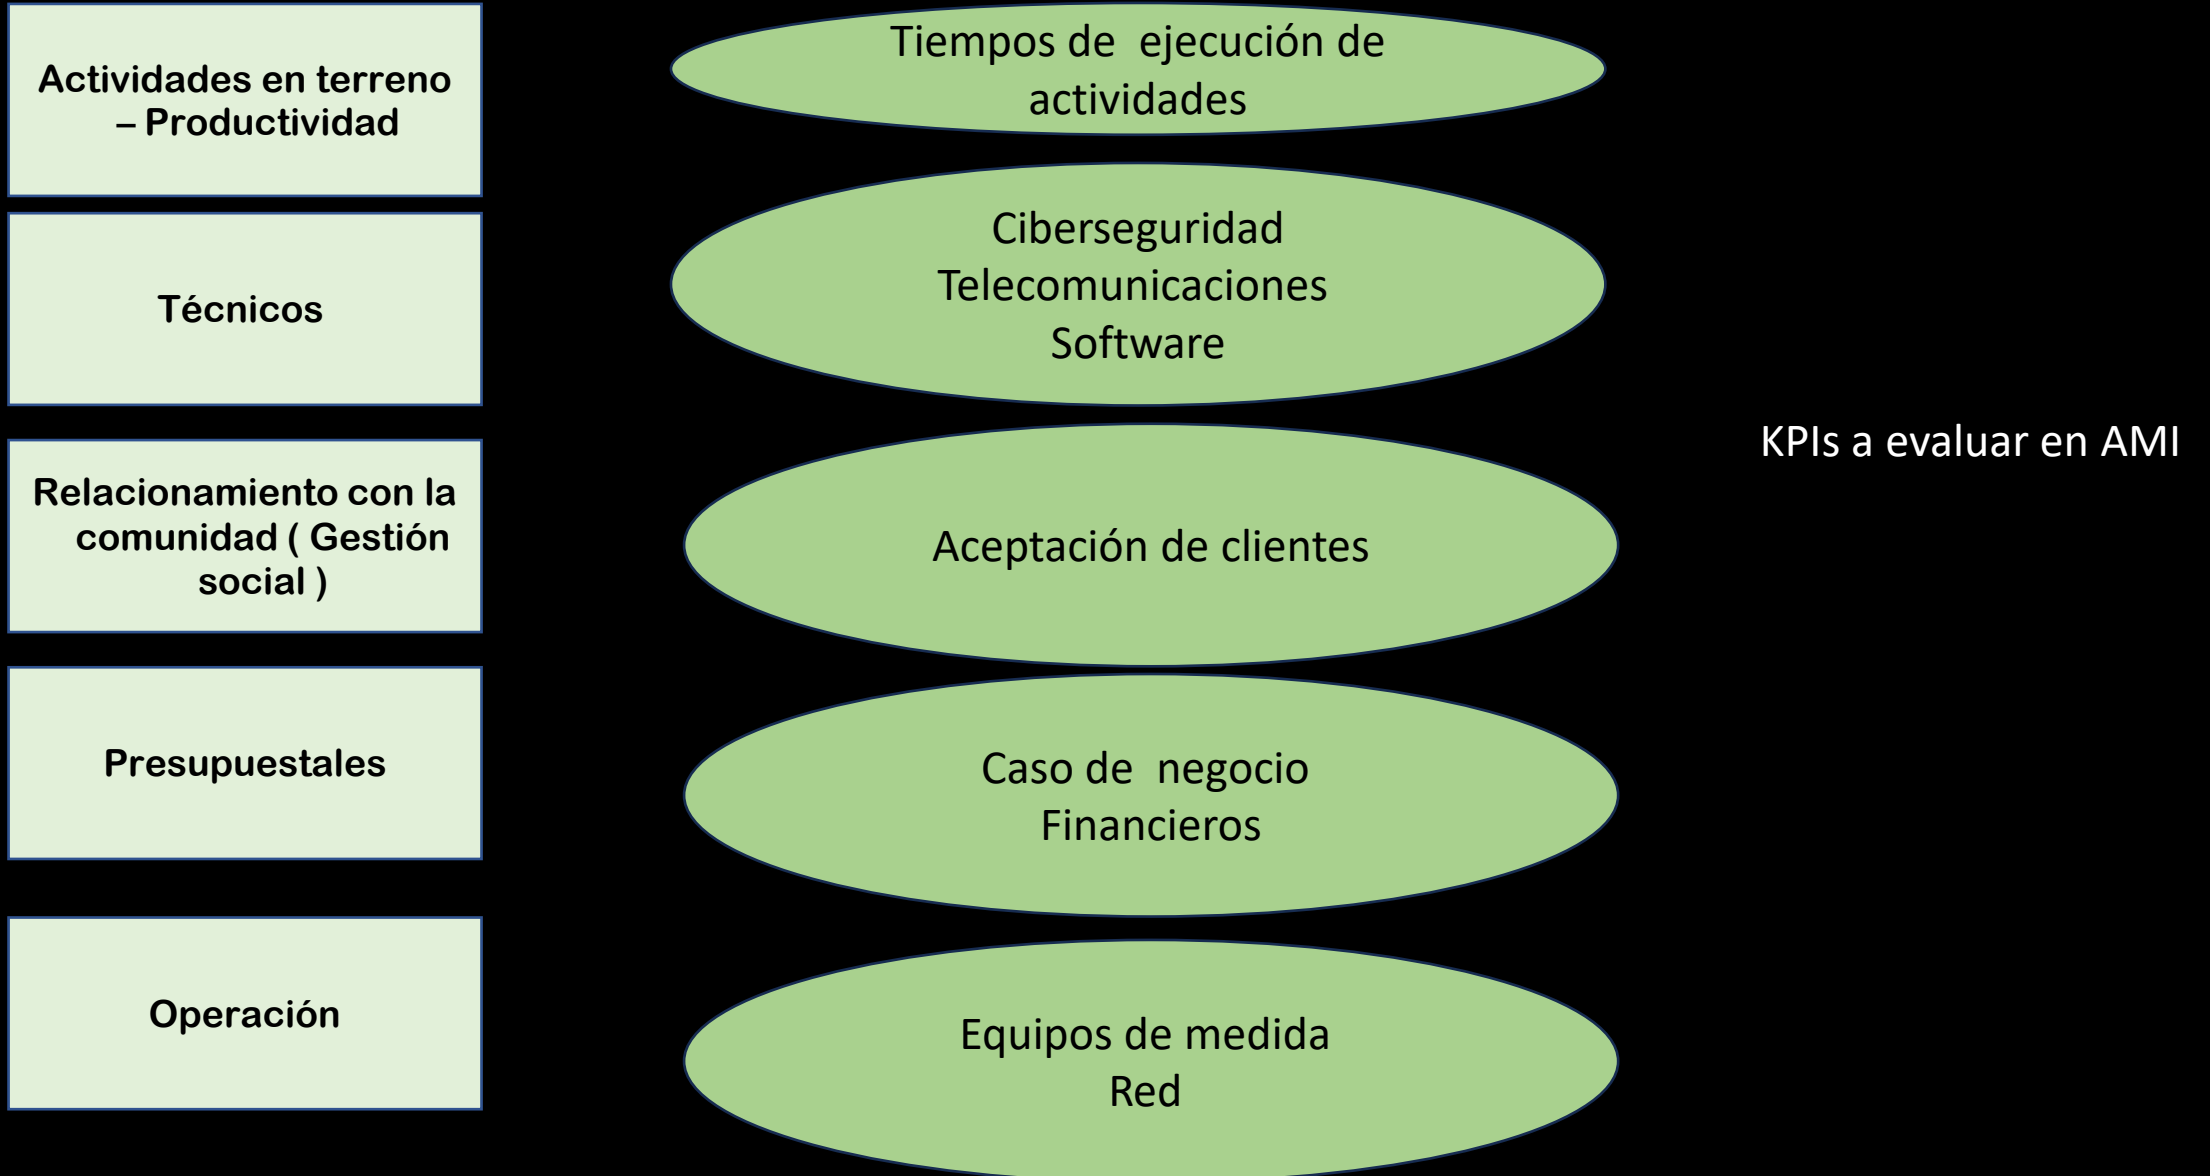 Actividades en terreno
– Productividad
Tiempos de  ejecución de
actividades
Técnicos
Ciberseguridad
Telecomunicaciones
Software
KPIs a evaluar en AMI
Relacionamiento con la
comunidad ( Gestión
social )
Aceptación de clientes
Presupuestales
Caso de  negocio
Financieros
Operación
Equipos de medida
Red